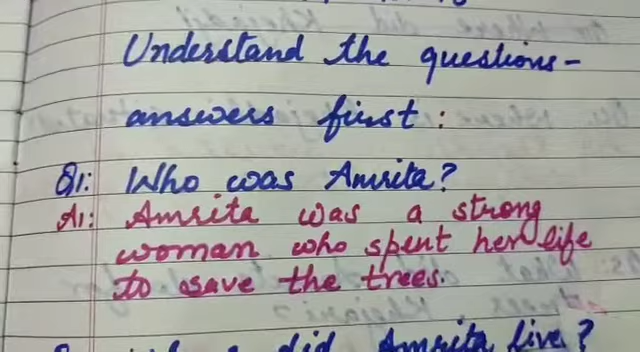 Understand the questions-
answers first:
Q1: Who was Amrita?
A1: Amrita was a strong
woman who spent her life
to save the trees.
did Amrita live?